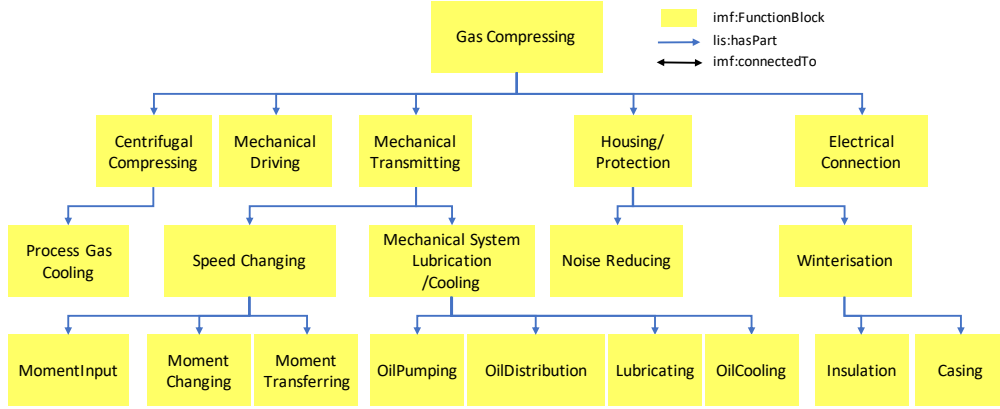 Gas Compressing
imf:FunctionBlock
lis:hasPart
imf:connectedTo
Centrifugal
Compressing
Mechanical
Driving
Mechanical
Transmitting
Housing/
Protection
Electrical
Connection
Process Gas
Cooling
Speed Changing
Mechanical System
Lubrication
/Cooling
Noise Reducing
Winterisation
MomentInput
Moment
Changing
Moment
Transferring
OilPumping
OilDistribution
Lubricating
OilCooling
Insulation
Casing